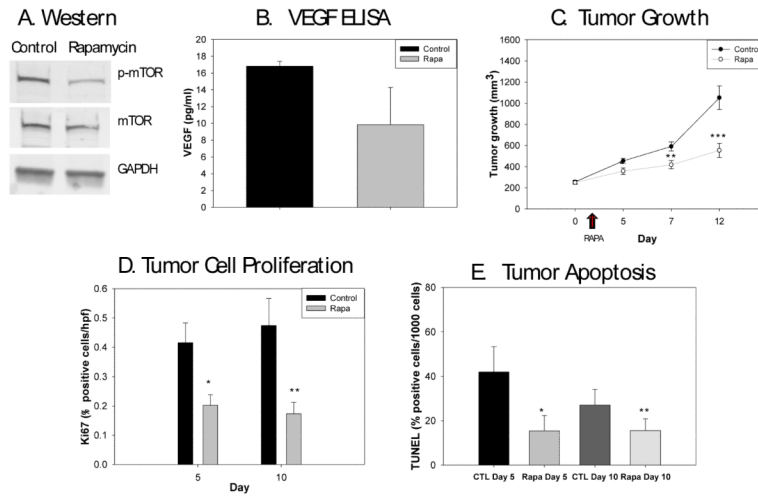 A. Western
Control Rapamycin
p-mTOR
mTOR
GAPDH
B. VEGF ELISA
VEGF (pg/ml)
20
18
16
14
12
10
8
6
4
2
0
Control
Rapa
C. Tumor Growth
Tumor growth (mm³)
1600
1400
1200
1000
800
600
400
200
Control
Rapa
**
***
0 5 7 12
RAPA
Day
D. Tumor Cell Proliferation
Ki67 (% positive cells/hpf)
0.6
0.5
0.4
0.3
0.2
0.1
0.0
Control
Rapa
*
**
5 10
Day
E. Tumor Apoptosis
TUNEL (% positive cells/1000 cells)
80
60
40
20
0
*
**
CTL Day 5 Rapa Day 5 CTL Day 10 Rapa Day 10